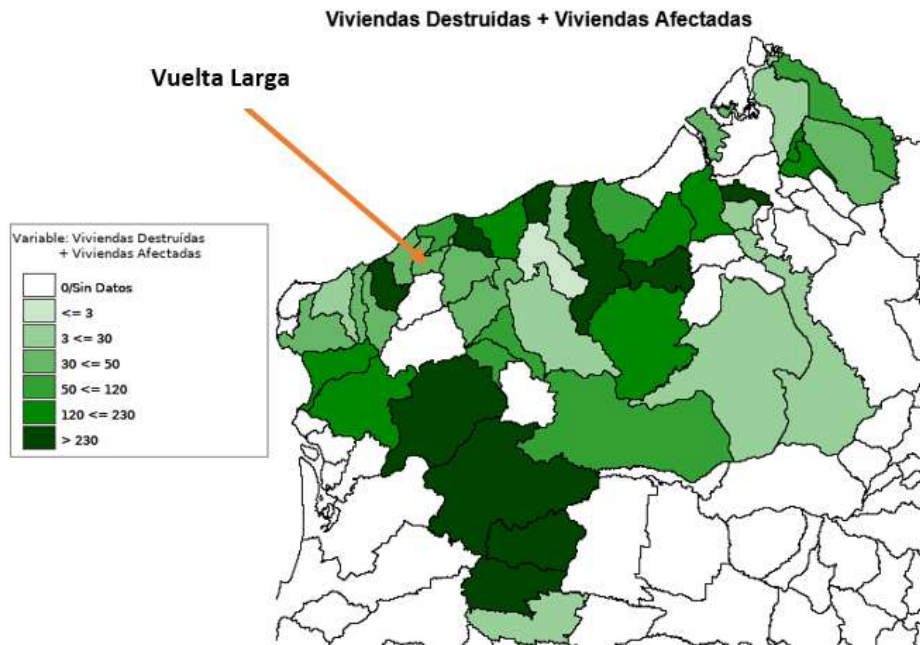 Viviendas Destruidas + Viviendas Afectadas
Vuelta Larga
Variable: Viviendas Destruídas
+ Viviendas Afectadas
0/Sin Datos
<= 3
3 <= 30
30 <= 50
50 <= 120
120 <= 230
> 230